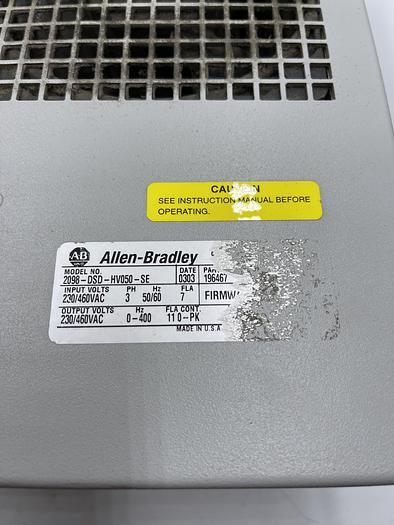 SEE INSTRUCTION MANUAL BEFORE
OPERATING.
AB Allen-Bradley
MODEL NO. DATE
2098-DSD-HV050-SE 0303 196467
INPUT VOLTS PH Hz FLA
230/460VAC 3 50/60 7
OUTPUT VOLTS Hz FLA CONT.
230/460VAC 0-400 11 0-PK
MADE IN U.S.A